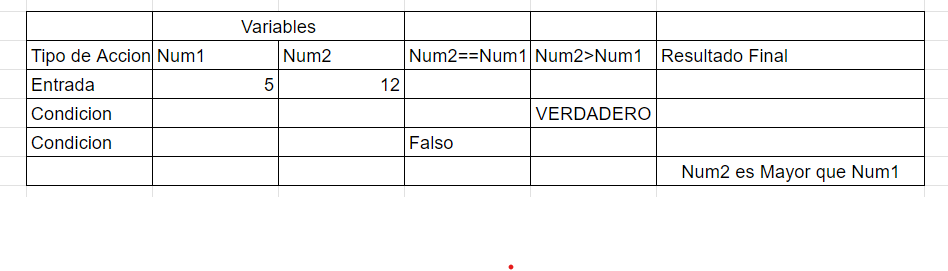 Variables
Tipo de Accion Num1 Num2 Num2==Num1 Num2>Num1 Resultado Final
Entrada 5 12
Condicion VERDADERO
Condicion Falso
Num2 es Mayor que Num1